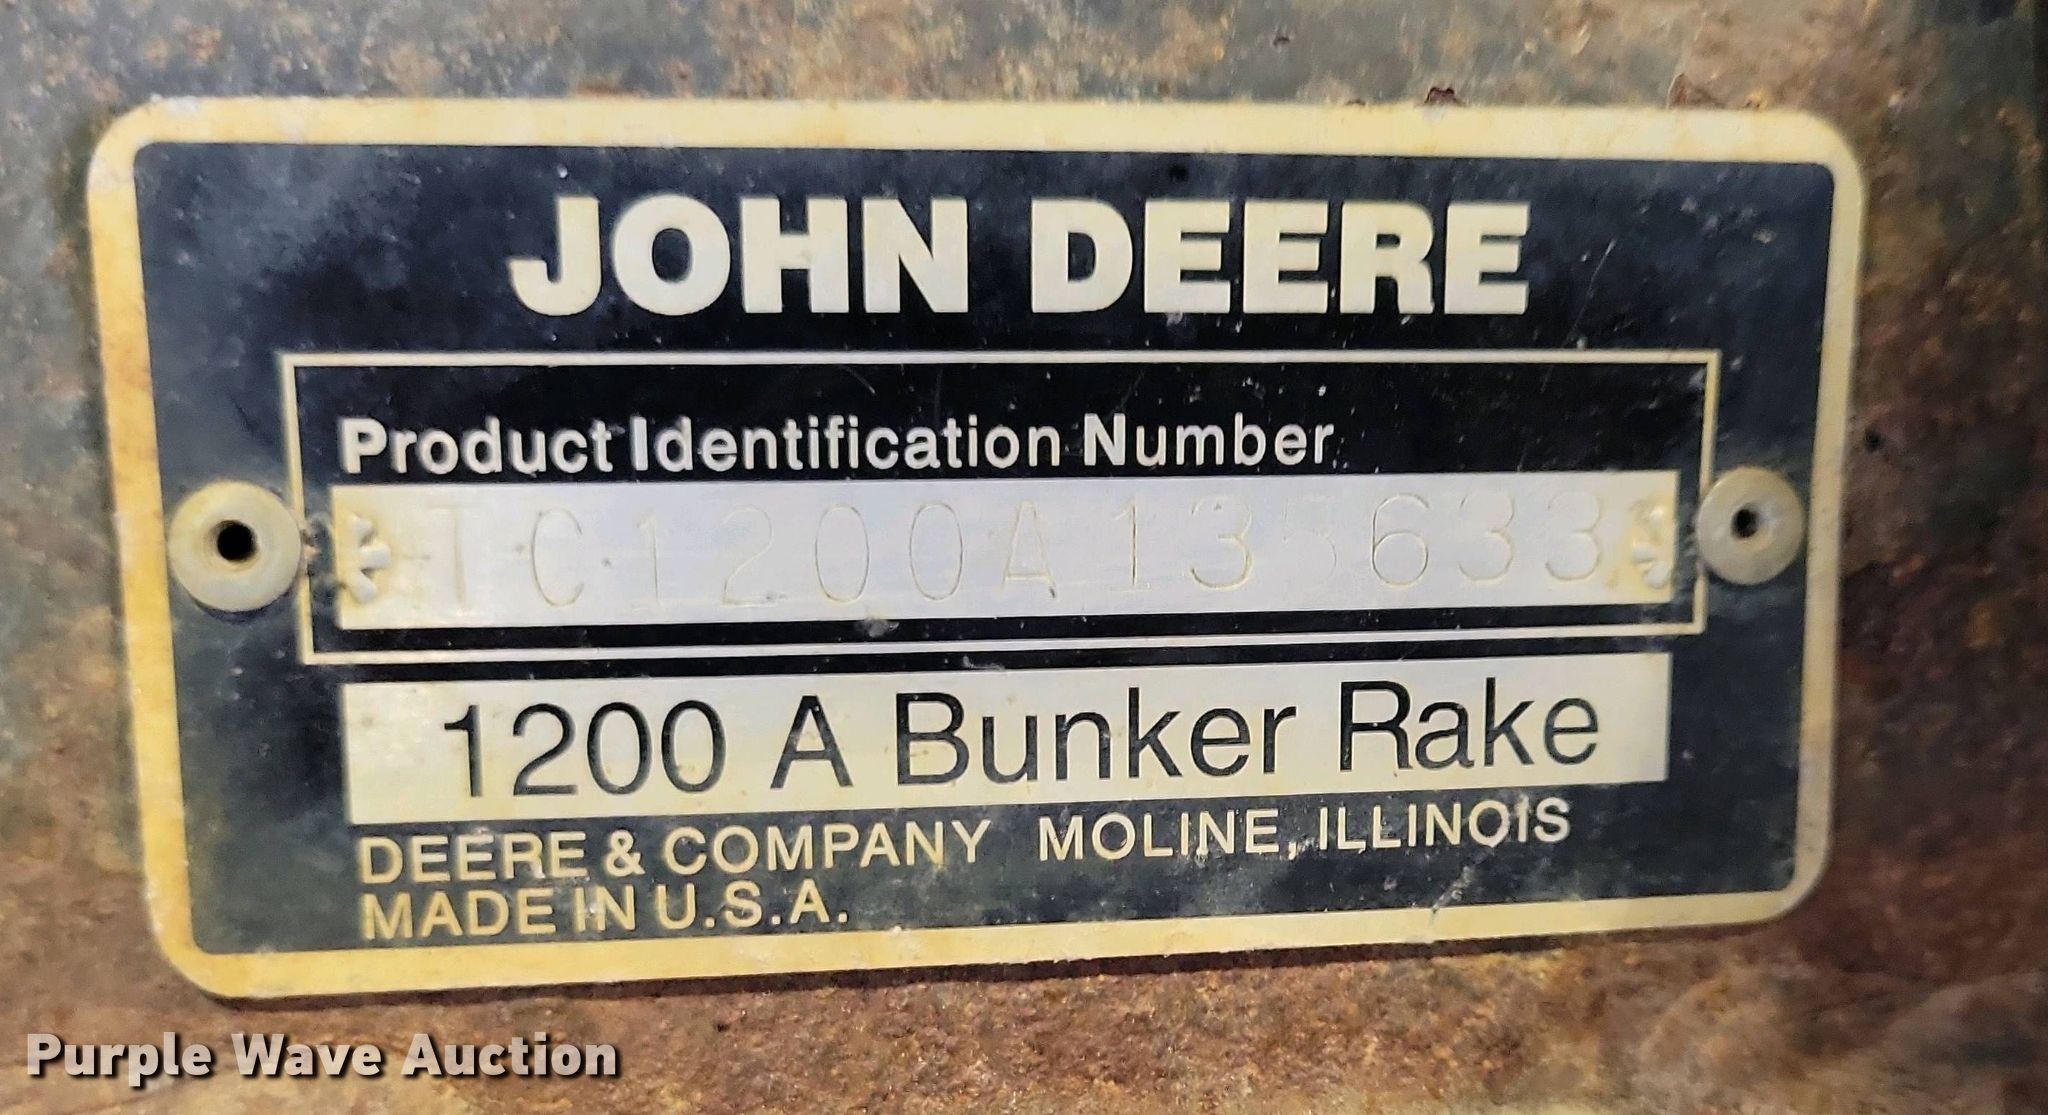 JOHN DEERE
Product Identification Number
1200 A Bunker Rake
DEERE & COMPANY MOLINE, ILLINOIS
MADE IN U.S.A.
Purple Wave Auction